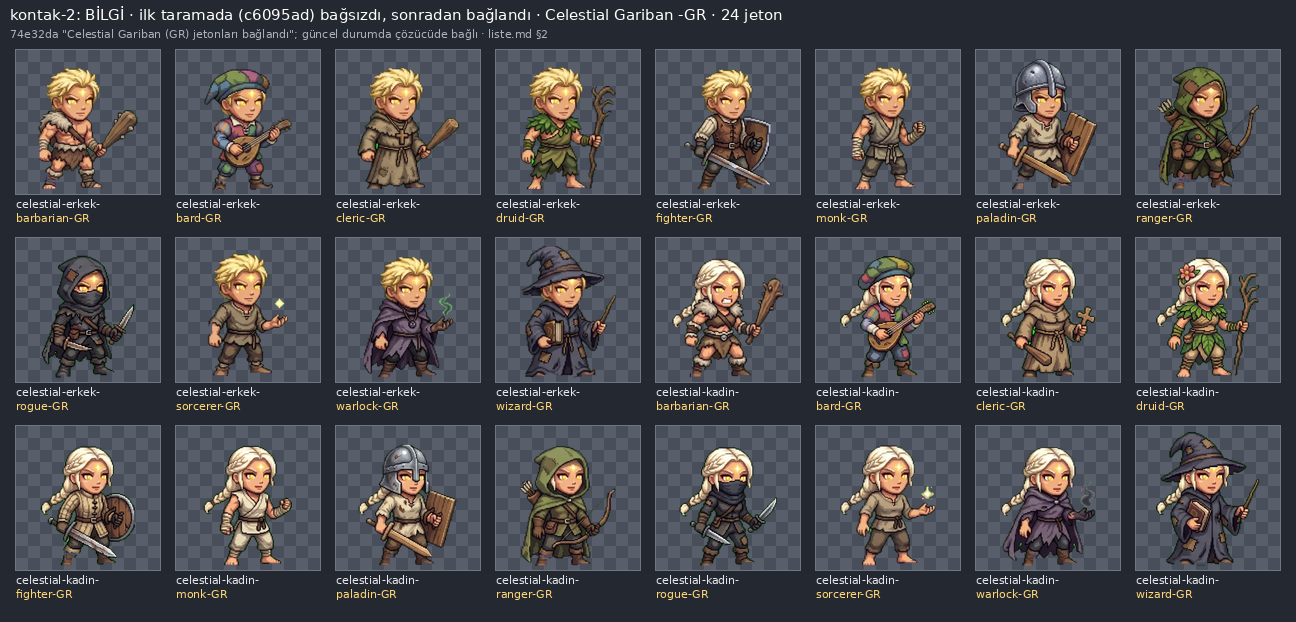 kontak-2: BİLGİ · ilk taramada (c6095ad) bağsızdı, sonradan bağlandı · Celestial Gariban -GR · 24 jeton
74e32da "Celestial Gariban (GR) jetonları bağlandı"; güncel durumda çözücüde bağlı · liste.md §2
celestial-erkek-
barbarian-GR
celestial-erkek-
bard-GR
celestial-erkek-
cleric-GR
celestial-erkek-
druid-GR
celestial-erkek-
fighter-GR
celestial-erkek-
monk-GR
celestial-erkek-
paladin-GR
celestial-erkek-
ranger-GR
celestial-erkek-
rogue-GR
celestial-erkek-
sorcerer-GR
celestial-erkek-
warlock-GR
celestial-erkek-
wizard-GR
celestial-kadin-
barbarian-GR
celestial-kadin-
bard-GR
celestial-kadin-
cleric-GR
celestial-kadin-
druid-GR
celestial-kadin-
fighter-GR
celestial-kadin-
monk-GR
celestial-kadin-
paladin-GR
celestial-kadin-
ranger-GR
celestial-kadin-
rogue-GR
celestial-kadin-
sorcerer-GR
celestial-kadin-
warlock-GR
celestial-kadin-
wizard-GR